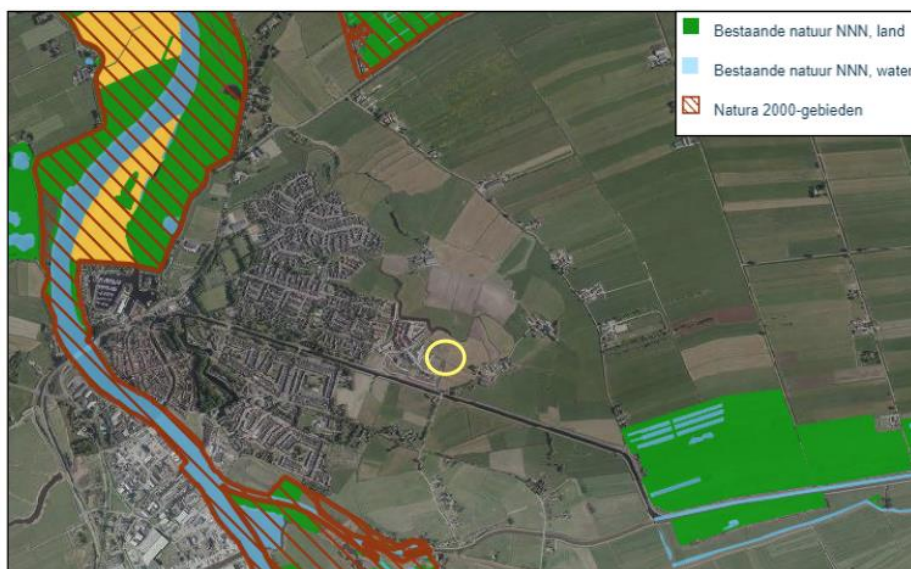 Bestaande natuur NNN, land
Bestaande natuur NNN, water
Natura 2000-gebieden